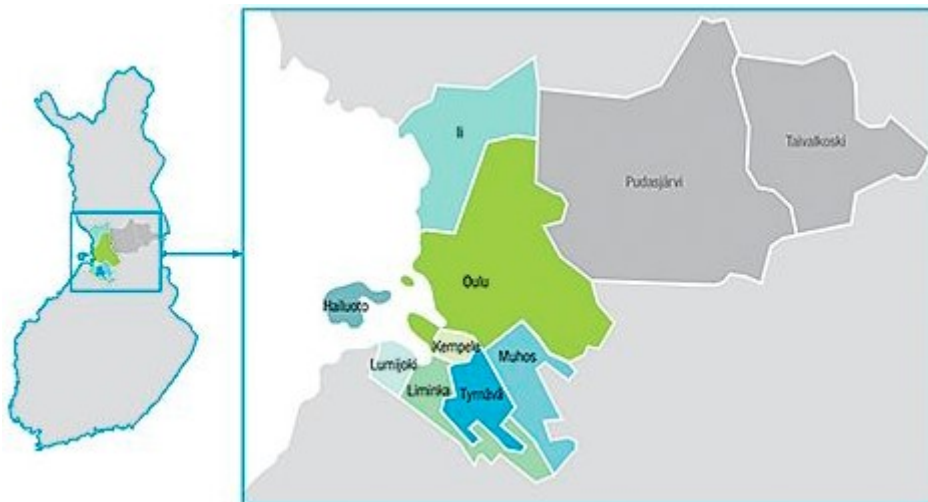 Ii
Taivalkoski
Pudasjärvi
Oulu
Hailuoto
Kempele
Muhos
Lumijoki
Liminka
Tyrnävä